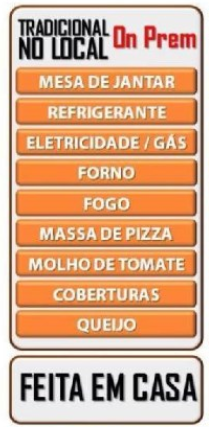 TRADICIONAL
NO LOCAL On Prem
MESA DE JANTAR
REFRIGERANTE
ELETRICIDADE / GÁS
FORNO
FOGO
MASSA DE PIZZA
MOLHO DE TOMATE
COBERTURAS
QUEIJO
FEITA EM CASA